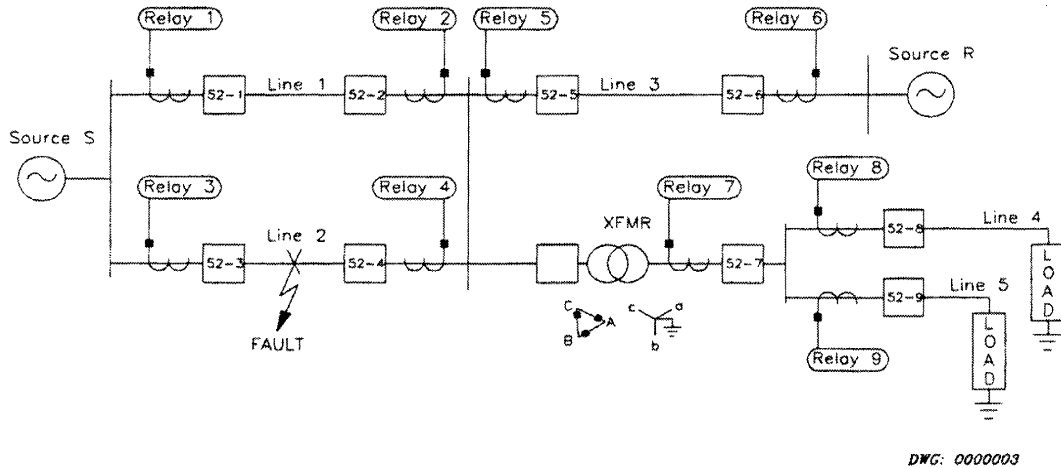 Relay 1
Relay 2
Relay 5
Relay 6
Source R
52-1
Line 1
52-2
52-5
Line 3
52-6
Source S
Relay 3
Relay 4
Relay 7
Relay 8
Line 2
XFMR
52-8
Line 4
52-3
52-4
52-7
Line 5
52-9
LOAD
LOAD
C
A
B
c
a
b
FAULT
Relay 9
DWG: 0000003